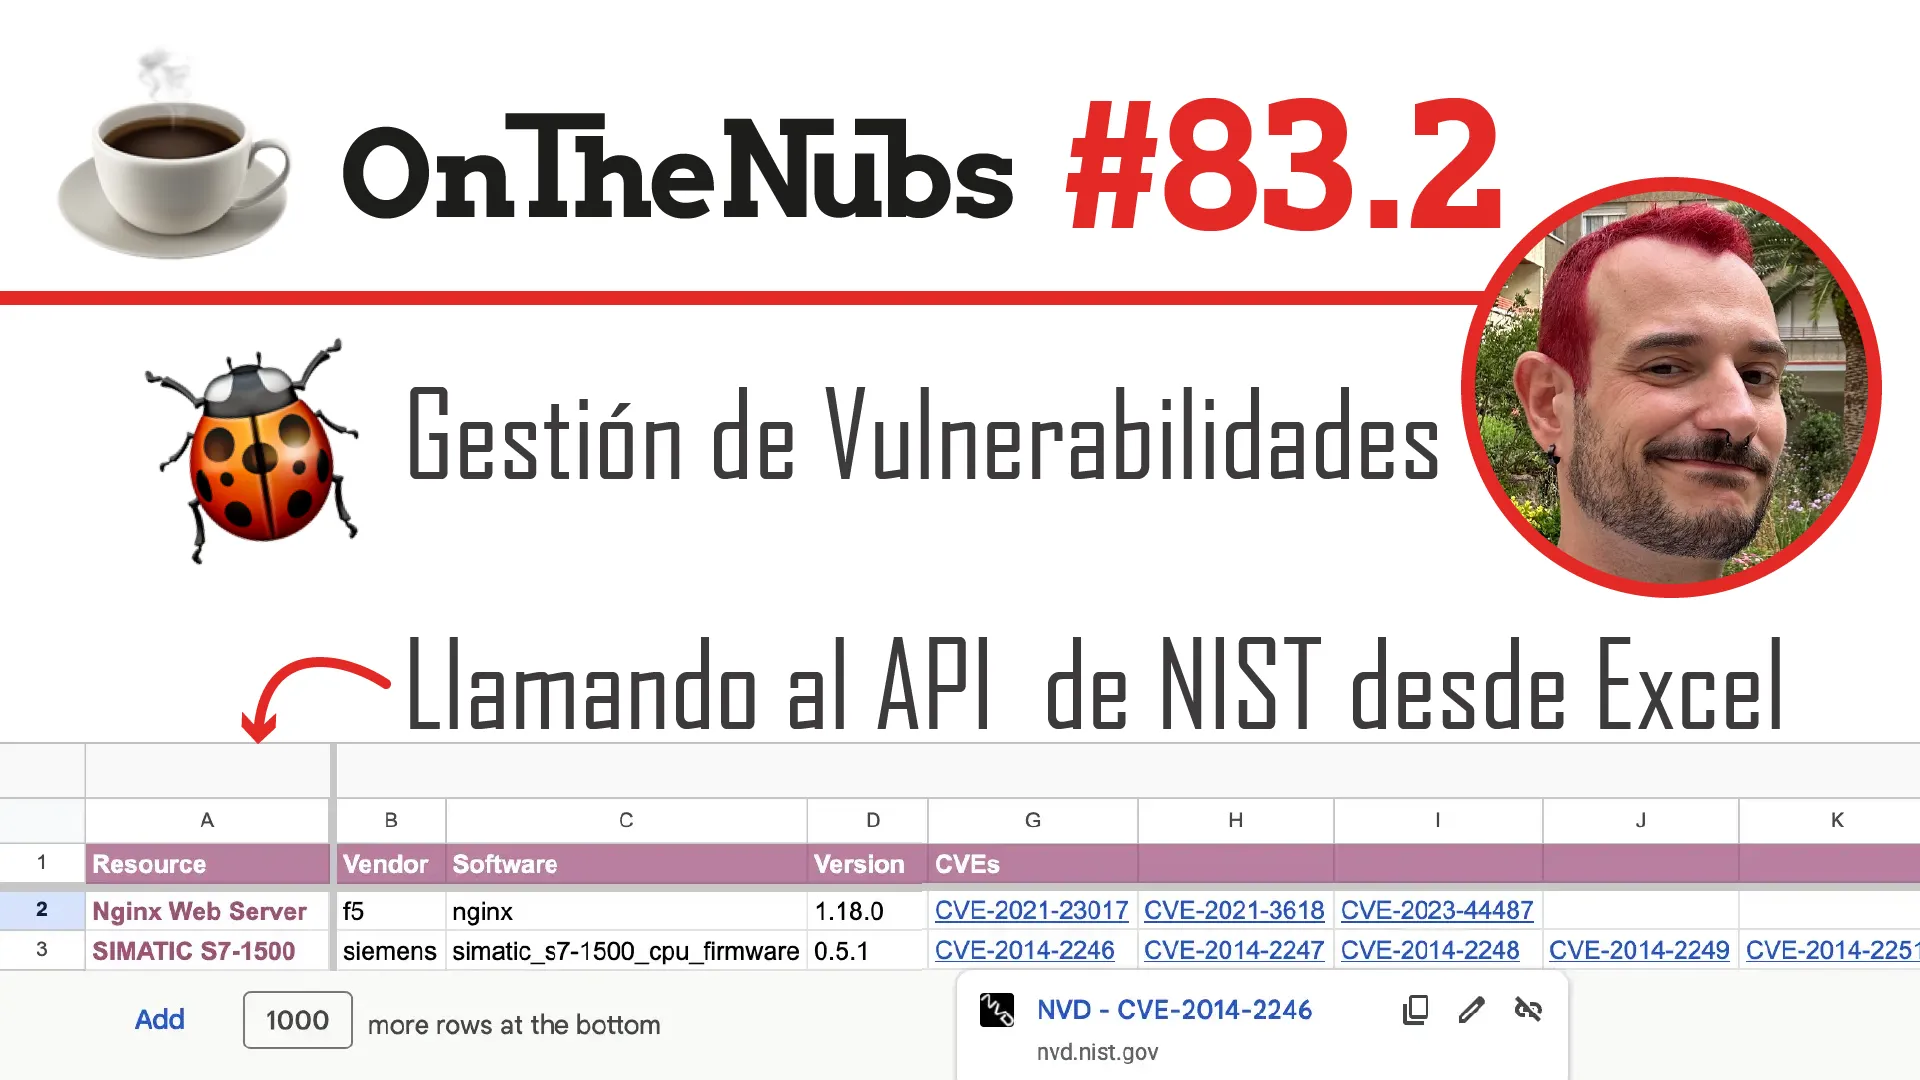 OnTheNubs #83.2
Gestión de Vulnerabilidades
Llamando al API de NIST desde Excel
A B C D G H I J K
1 Resource Vendor Software Version CVEs
2 Nginx Web Server f5 nginx 1.18.0 CVE-2021-23017 CVE-2021-3618 CVE-2023-44487
3 SIMATIC S7-1500 siemens simatic_s7-1500_cpu_firmware 0.5.1 CVE-2014-2246 CVE-2014-2247 CVE-2014-2248 CVE-2014-2249 CVE-2014-2251
Add 1000 more rows at the bottom
NVD NVD - CVE-2014-2246
nvd.nist.gov